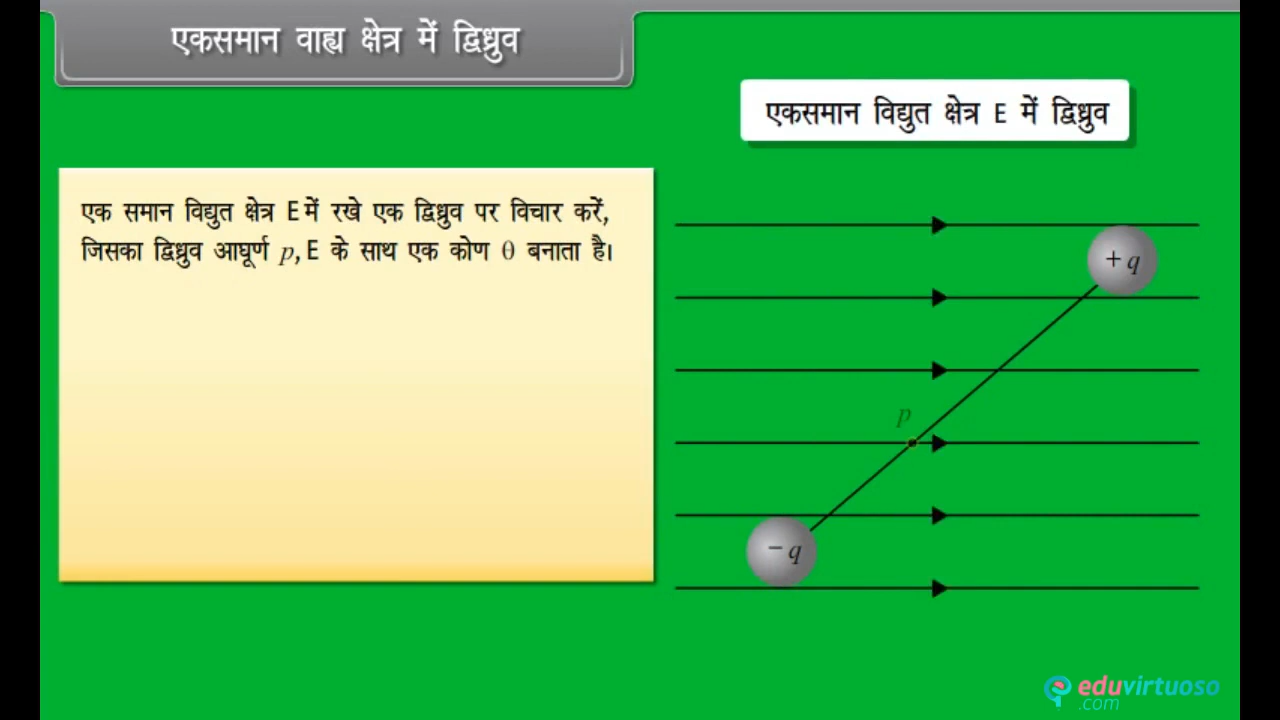 एकसमान वाह्य क्षेत्र में द्विध्रुव
एकसमान विद्युत क्षेत्र E में द्विध्रुव
एक समान विद्युत क्षेत्र E में रखे एक द्विध्रुव पर विचार करें,
जिसका द्विध्रुव आघूर्ण p, E के साथ एक कोण θ बनाता है।
+ q
p
− q
eduvirtuoso
.com